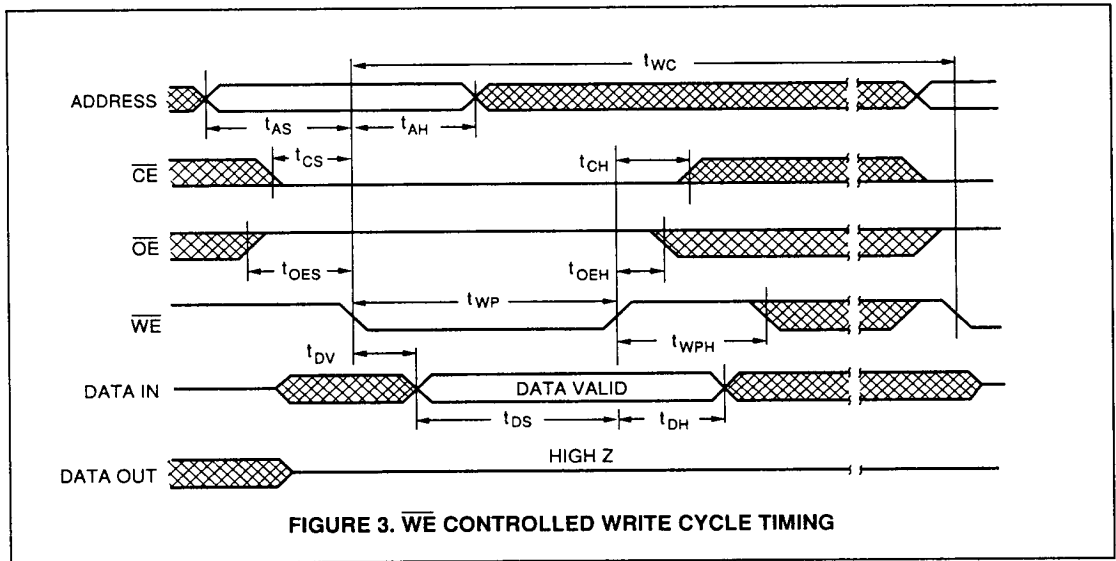 tWC
ADDRESS
tAS
tAH
tCS
tCH
CE
OE
tOES
tOEH
tWP
WE
tWPH
tDV
DATA IN
DATA VALID
tDS
tDH
HIGH Z
DATA OUT
FIGURE 3. WE CONTROLLED WRITE CYCLE TIMING